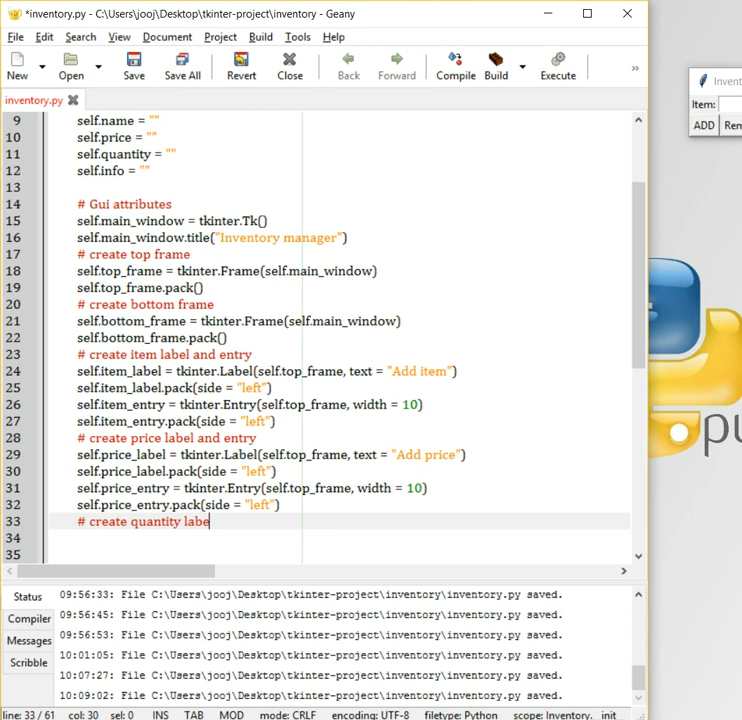 *inventory.py - C:\Users\jooj\Desktop\tkinter-project\inventory - Geany
File Edit Search View Document Project Build Tools Help
New Open Save Save All Revert Close Back Forward Compile Build Execute »
inventory.py
9 self.name = ""
10 self.price = ""
11 self.quantity = ""
12 self.info = ""
13
14 # Gui attributes
15 self.main_window = tkinter.Tk()
16 self.main_window.title("Inventory manager")
17 # create top frame
18 self.top_frame = tkinter.Frame(self.main_window)
19 self.top_frame.pack()
20 # create bottom frame
21 self.bottom_frame = tkinter.Frame(self.main_window)
22 self.bottom_frame.pack()
23 # create item label and entry
24 self.item_label = tkinter.Label(self.top_frame, text = "Add item")
25 self.item_label.pack(side = "left")
26 self.item_entry = tkinter.Entry(self.top_frame, width = 10)
27 self.item_entry.pack(side = "left")
28 # create price label and entry
29 self.price_label = tkinter.Label(self.top_frame, text = "Add price")
30 self.price_label.pack(side = "left")
31 self.price_entry = tkinter.Entry(self.top_frame, width = 10)
32 self.price_entry.pack(side = "left")
33 # create quantity labe
34
35
Status
Compiler
Messages
Scribble
09:56:33: File C:\Users\jooj\Desktop\tkinter-project\inventory\inventory.py saved.
09:56:45: File C:\Users\jooj\Desktop\tkinter-project\inventory\inventory.py saved.
09:56:53: File C:\Users\jooj\Desktop\tkinter-project\inventory\inventory.py saved.
10:01:05: File C:\Users\jooj\Desktop\tkinter-project\inventory\inventory.py saved.
10:07:27: File C:\Users\jooj\Desktop\tkinter-project\inventory\inventory.py saved.
10:09:02: File C:\Users\jooj\Desktop\tkinter-project\inventory\inventory.py saved.
line: 33 / 61 col: 30 sel: 0 INS TAB MOD mode: CRLF encoding: UTF-8 filetype: Python scope: Inventory.__init
Invent
Item:
ADD Rem
pu